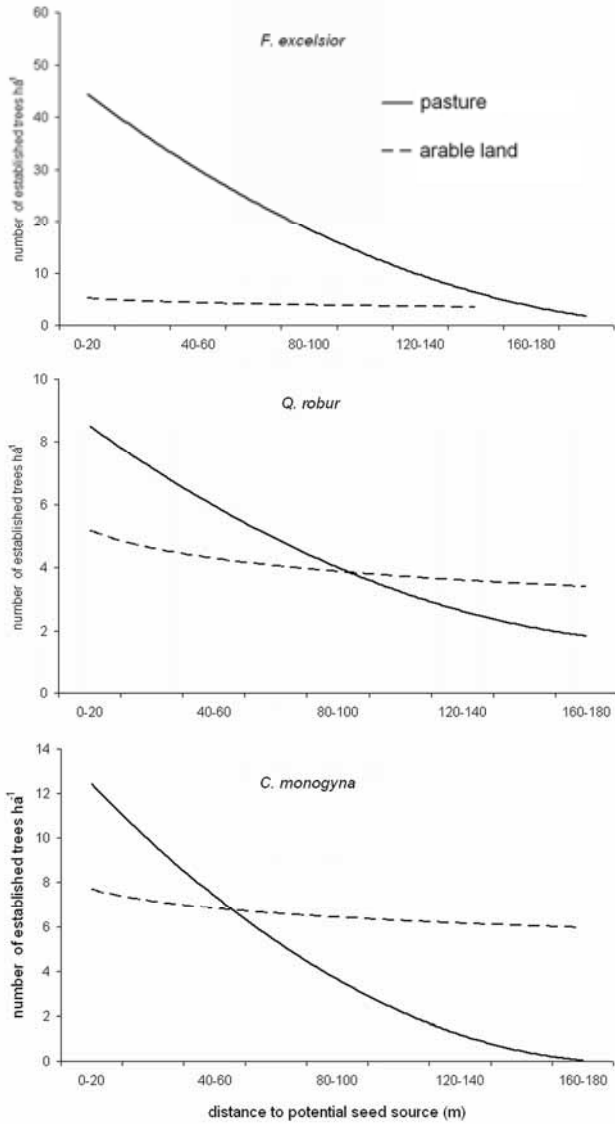 60
F. excelsior
50
pasture
40
arable land
30
20
10
0
number of established trees há¹
0-20 40-60 80-100 120-140 160-180
10
Q. robur
8
6
4
2
0
number of established trees há¹
0-20 40-60 80-100 120-140 160-180
14
C. monogyna
12
10
8
6
4
2
0
number of established trees ha⁻¹
0-20 40-60 80-100 120-140 160-180
distance to potential seed source (m)